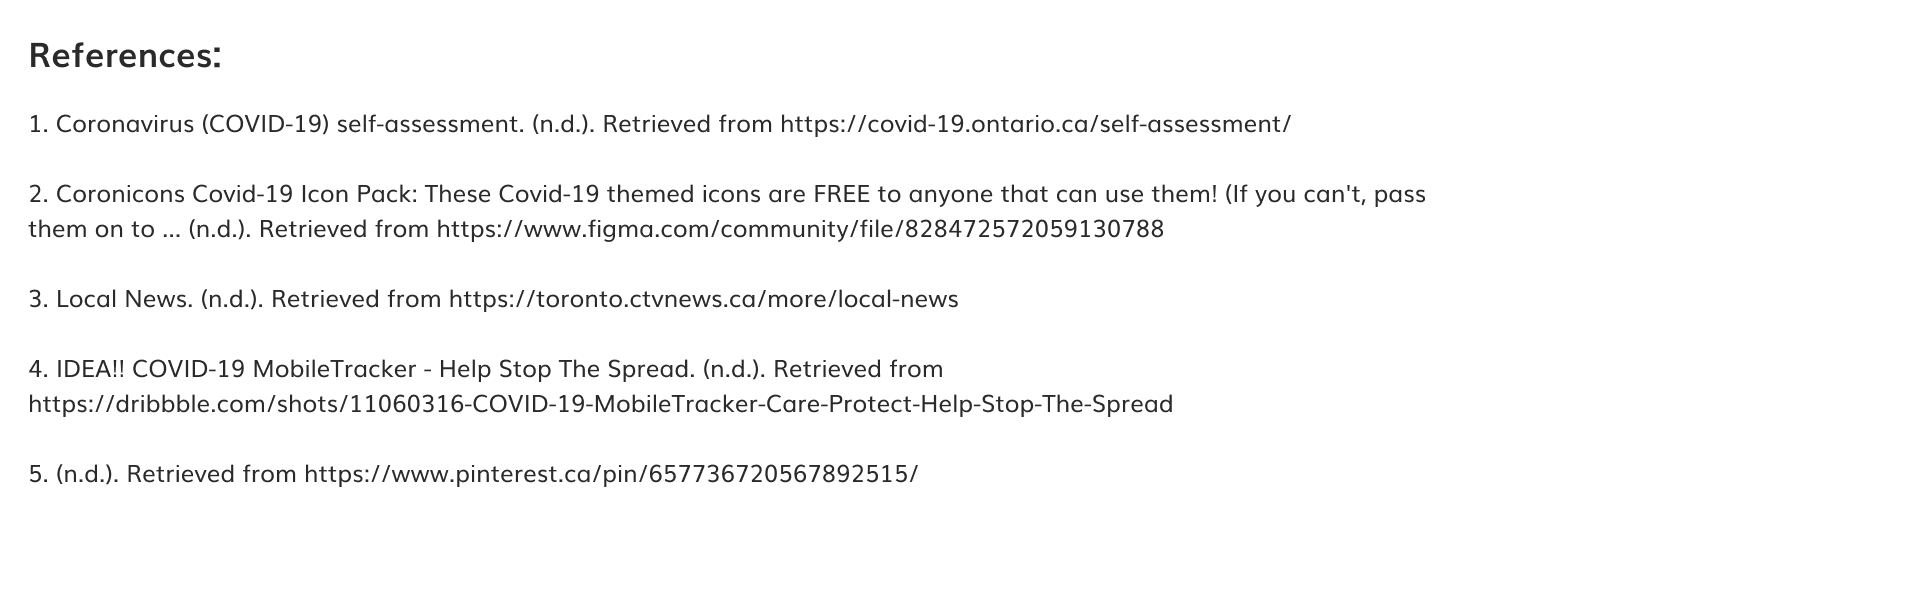 References:
1. Coronavirus (COVID-19) self-assessment. (n.d.). Retrieved from https://covid-19.ontario.ca/self-assessment/
2. Coronicons Covid-19 Icon Pack: These Covid-19 themed icons are FREE to anyone that can use them! (If you can't, pass
them on to ... (n.d.). Retrieved from https://www.figma.com/community/file/828472572059130788
3. Local News. (n.d.). Retrieved from https://toronto.ctvnews.ca/more/local-news
4. IDEA!! COVID-19 MobileTracker - Help Stop The Spread. (n.d.). Retrieved from
https://dribbble.com/shots/11060316-COVID-19-MobileTracker-Care-Protect-Help-Stop-The-Spread
5. (n.d.). Retrieved from https://www.pinterest.ca/pin/657736720567892515/